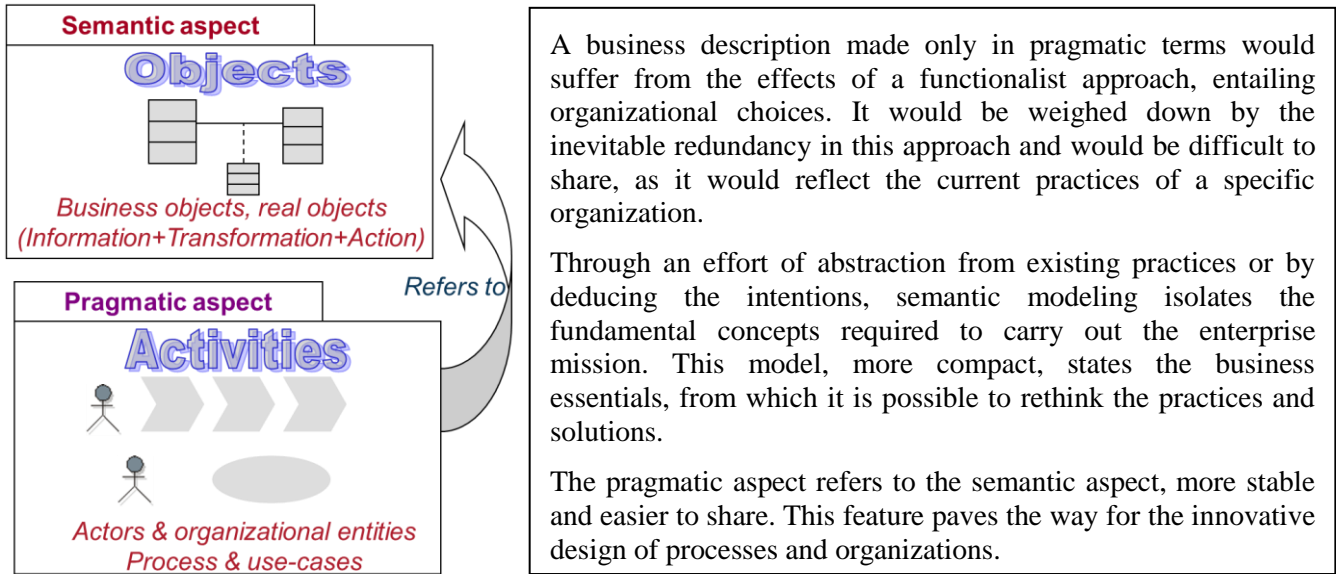 Semantic aspect
Objects
Business objects, real objects
(Information+Transformation+Action)
Refers to
Pragmatic aspect
Activities
Actors & organizational entities
Process & use-cases
A business description made only in pragmatic terms would
suffer from the effects of a functionalist approach, entailing
organizational choices. It would be weighed down by the
inevitable redundancy in this approach and would be difficult to
share, as it would reflect the current practices of a specific
organization.
Through an effort of abstraction from existing practices or by
deducing the intentions, semantic modeling isolates the
fundamental concepts required to carry out the enterprise
mission. This model, more compact, states the business
essentials, from which it is possible to rethink the practices and
solutions.
The pragmatic aspect refers to the semantic aspect, more stable
and easier to share. This feature paves the way for the innovative
design of processes and organizations.